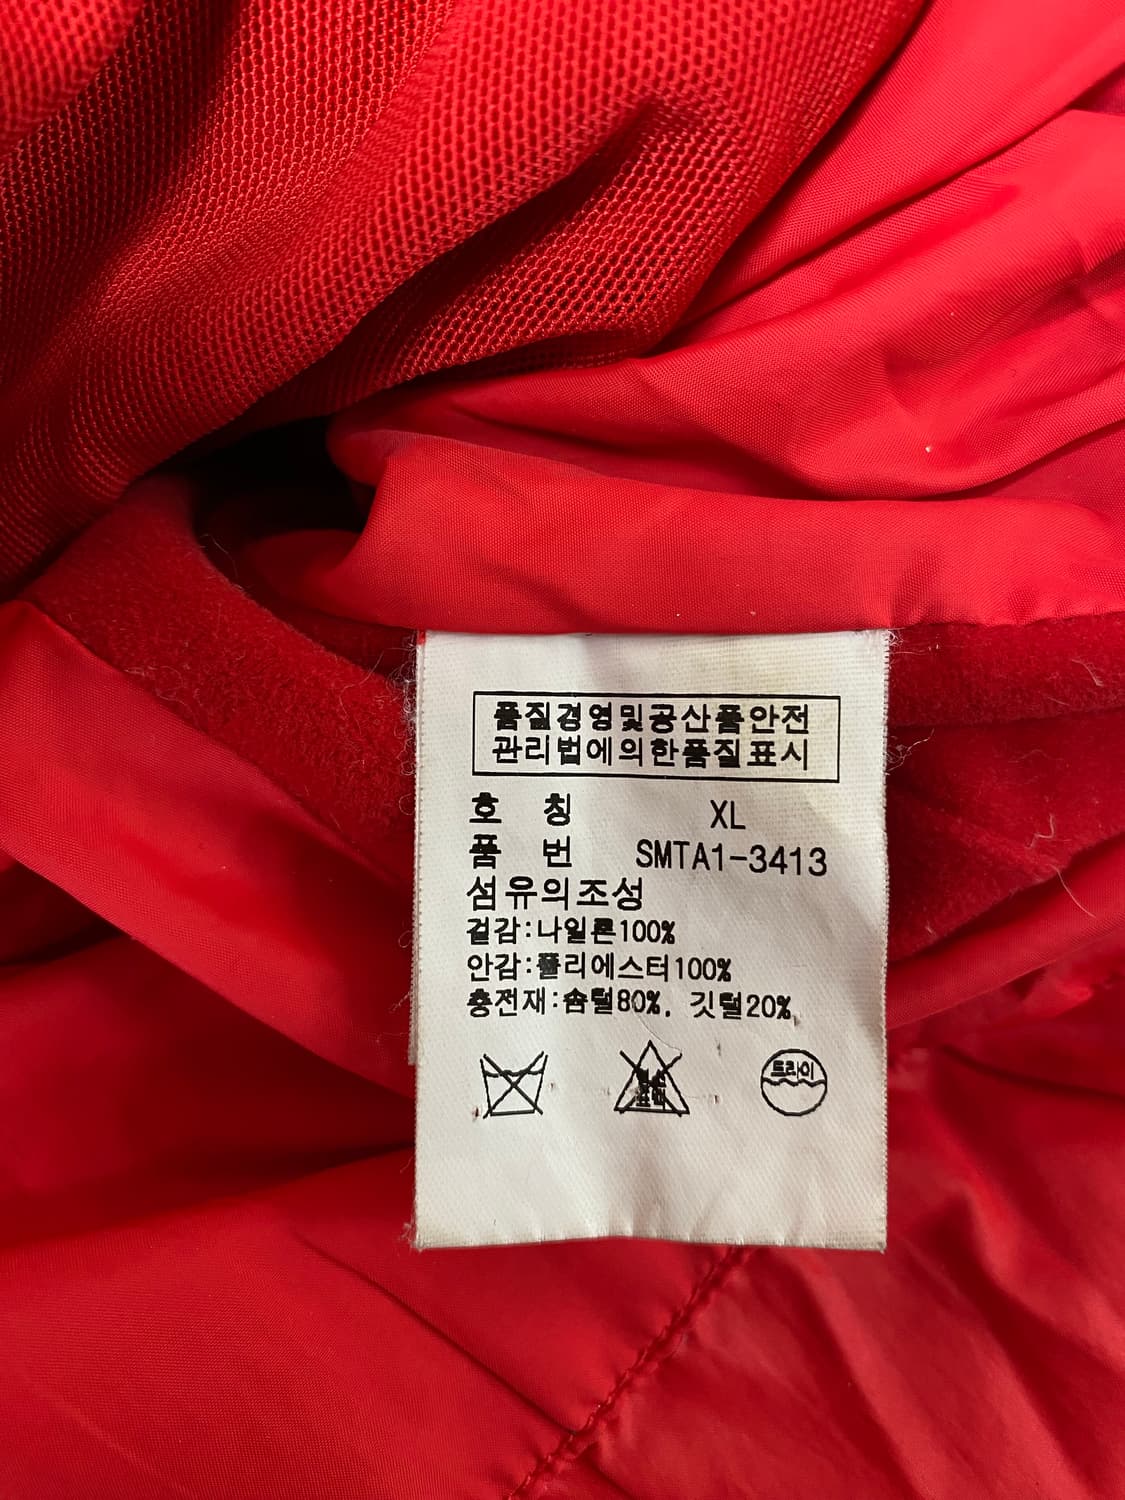 품질경영및공산품안전
관리법에의한품질표시
호 칭 XL
품 번 SMTA1-3413
섬유의조성
겉감:나일론100%
안감:폴리에스터100%
충전재:솜털80%, 깃털20%
드라이